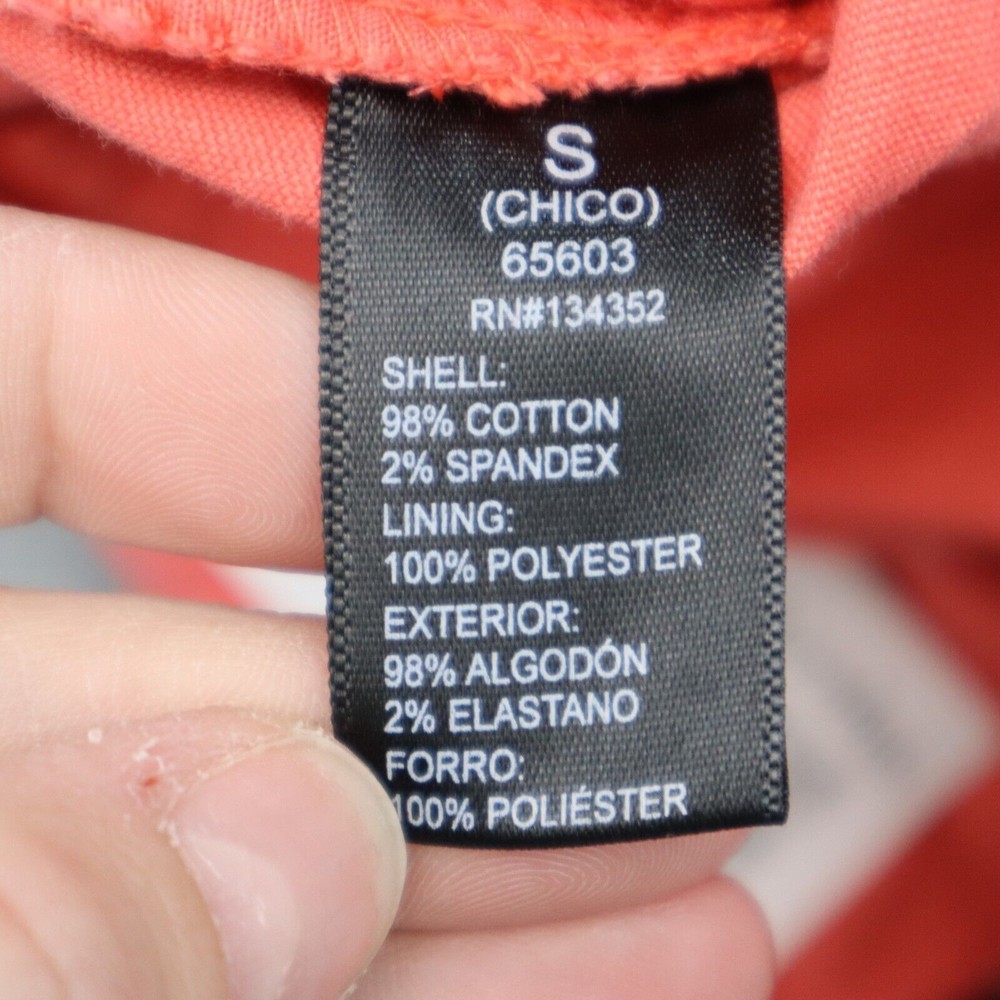 S
(CHICO)
65603
RN#134352
SHELL:
98% COTTON
2% SPANDEX
LINING:
100% POLYESTER
EXTERIOR:
98% ALGODÓN
2% ELASTANO
FORRO:
100% POLIÉSTER